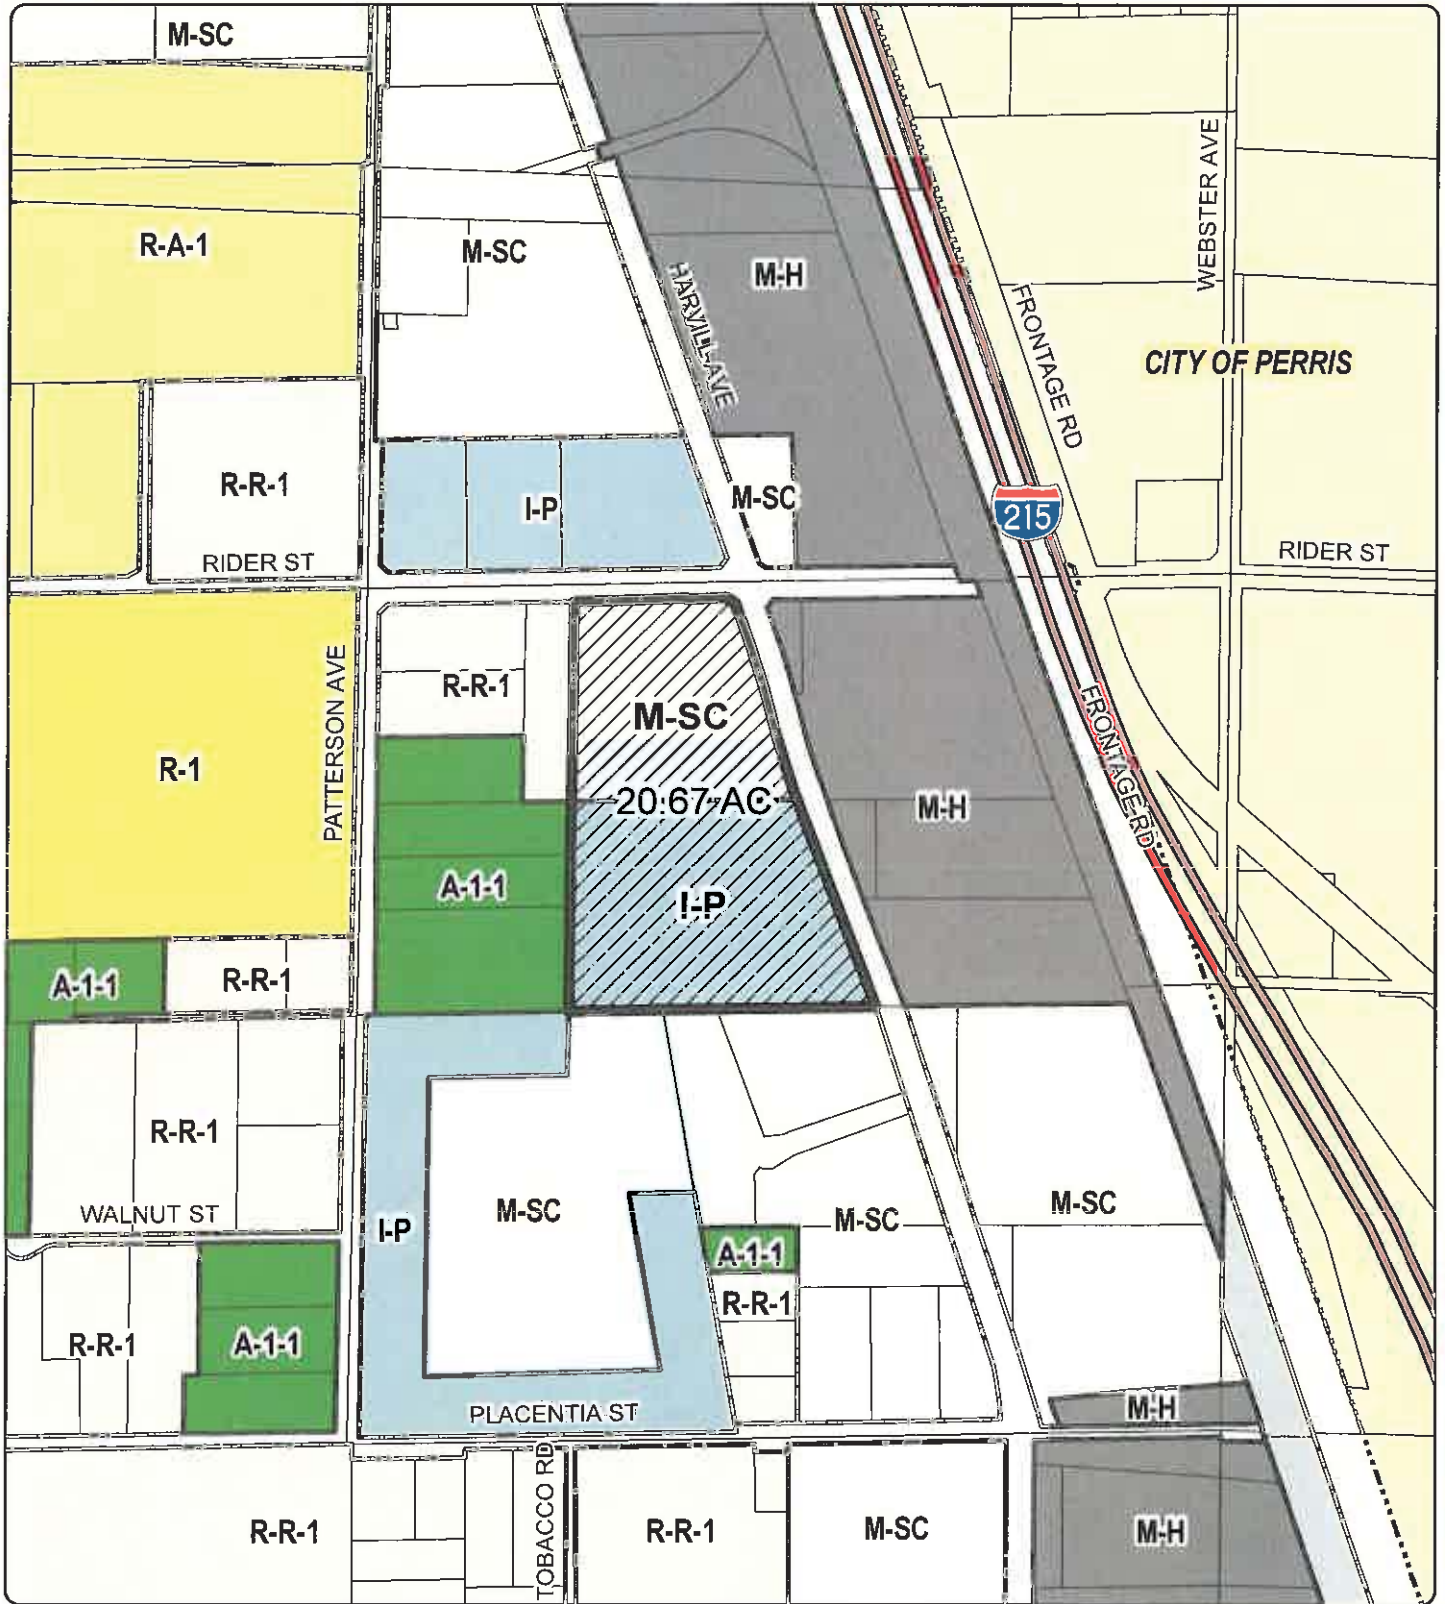 M-SC
WEBSTER AVE
R-A-1
M-SC
HARVILL AVE
M-H
FRONTAGE RD
CITY OF PERRIS
R-R-1
I-P
M-SC
215
RIDER ST
RIDER ST
PATTERSON AVE
R-R-1
M-SC
FRONTAGE RD
R-1
20.67 AC
M-H
A-1-1
I-P
A-1-1
R-R-1
R-R-1
WALNUT ST
I-P
M-SC
M-SC
M-SC
A-1-1
R-R-1
R-R-1
A-1-1
PLACENTIA ST
M-H
TOBACCO RD
R-R-1
R-R-1
M-SC
M-H